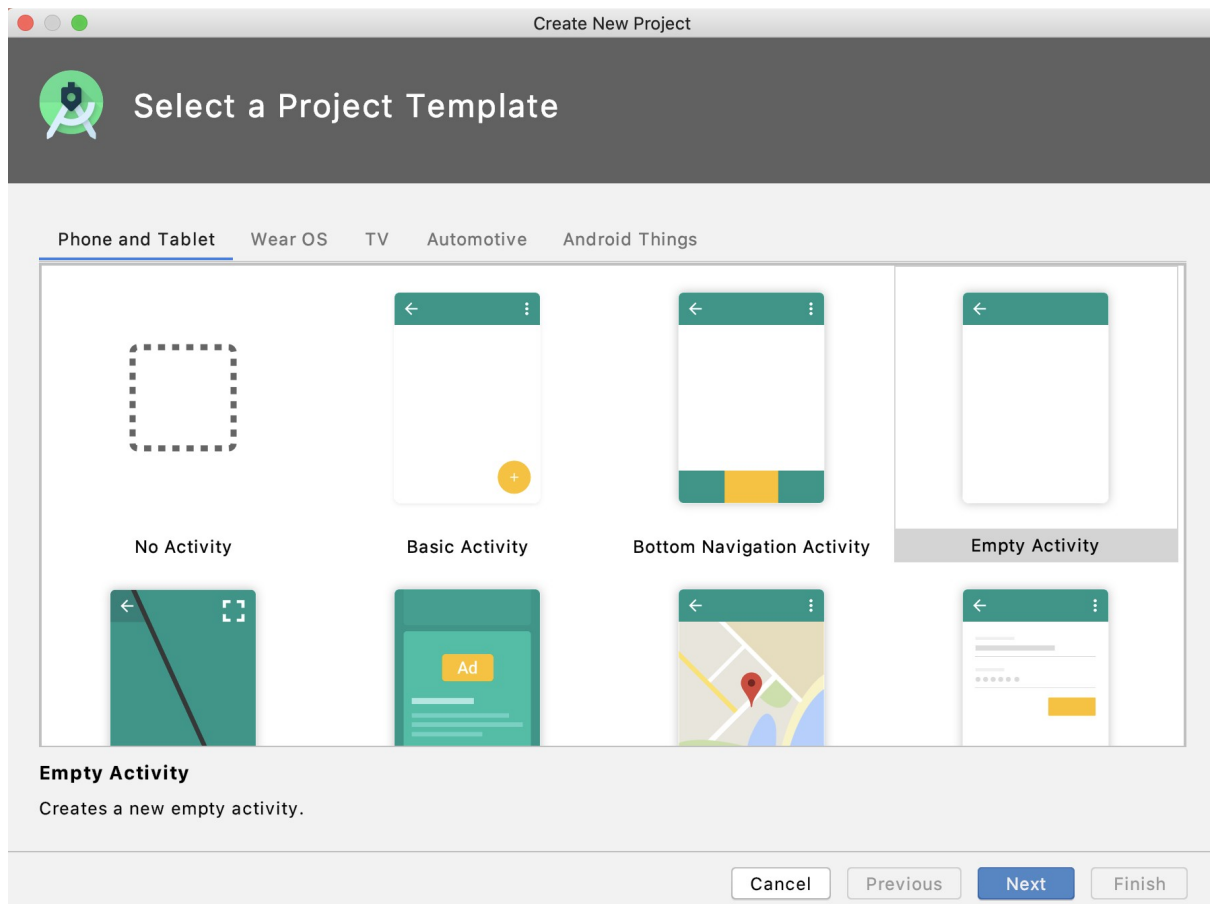 Create New Project
Select a Project Template
Phone and Tablet Wear OS TV Automotive Android Things
No Activity Basic Activity Bottom Navigation Activity Empty Activity
Ad
Empty Activity
Creates a new empty activity.
Cancel Previous Next Finish